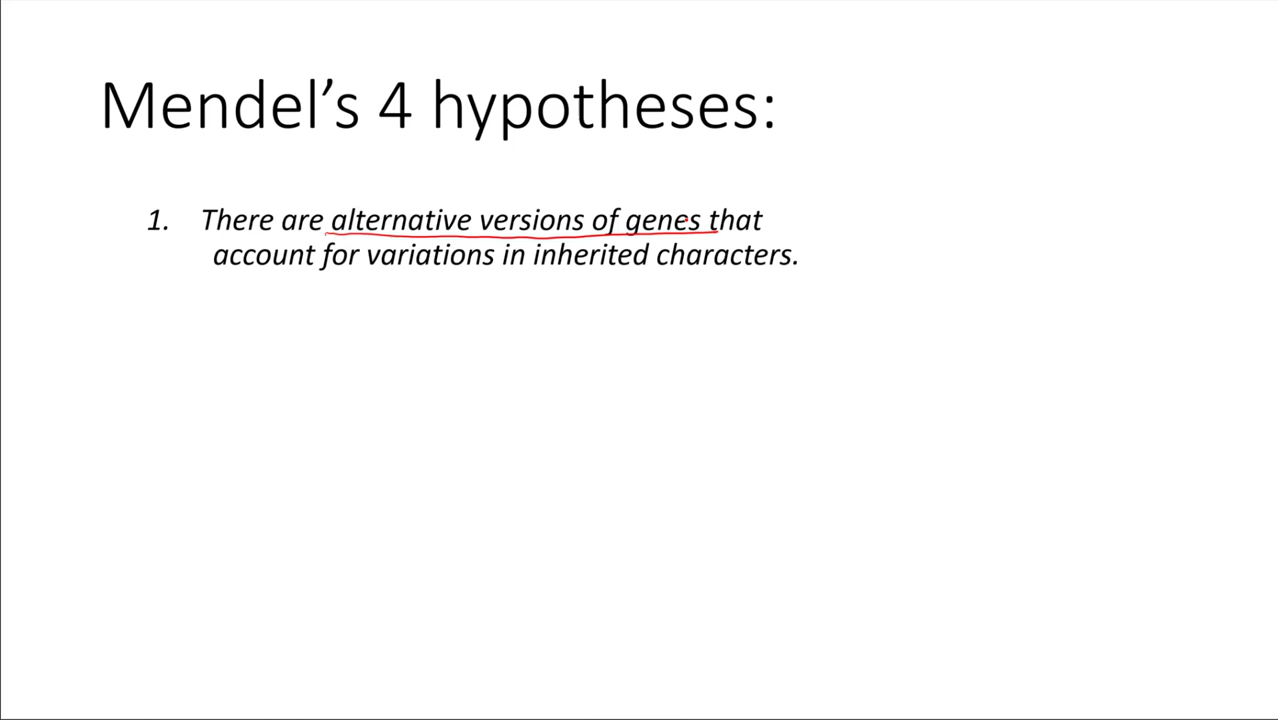 Mendel’s 4 hypotheses:
1. There are alternative versions of genes that
account for variations in inherited characters.